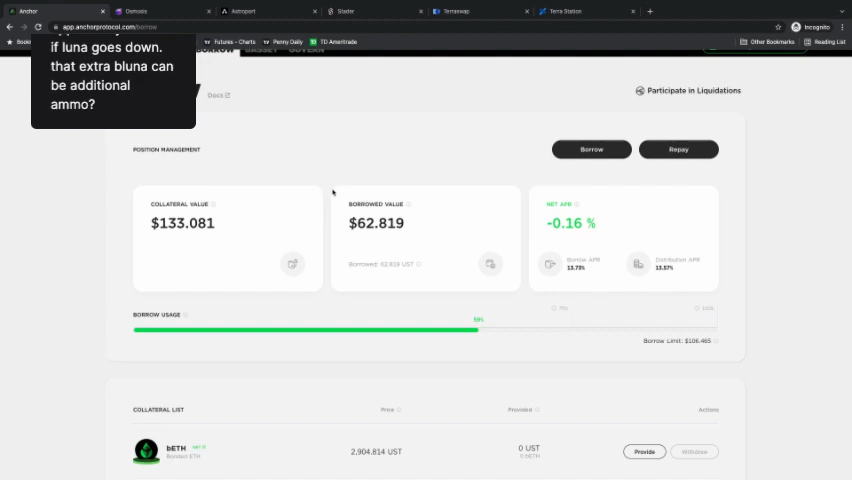 Anchor
Osmosis
Astroport
Stader
Terraswap
Terra Station
app.anchorprotocol.com/borrow
Incognito
Futures - Charts
Penny Daily
TD Ameritrade
Other Bookmarks
Reading List
if luna goes down.
that extra bluna can
be additional
ammo?
Docs
Participate in Liquidations
POSITION MANAGEMENT
Borrow
Repay
COLLATERAL VALUE
$133.081
BORROWED VALUE
$62.819
Borrowed: 62.819 UST
NET APR
-0.16 %
Borrow APR
13.73%
Distribution APR
13.57%
BORROW USAGE
59%
75%
100%
Borrow Limit: $106.465
COLLATERAL LIST
Price
Provided
Actions
bETH
Bonded ETH
2,904.814 UST
0 UST
0 bETH
Provide
Withdraw